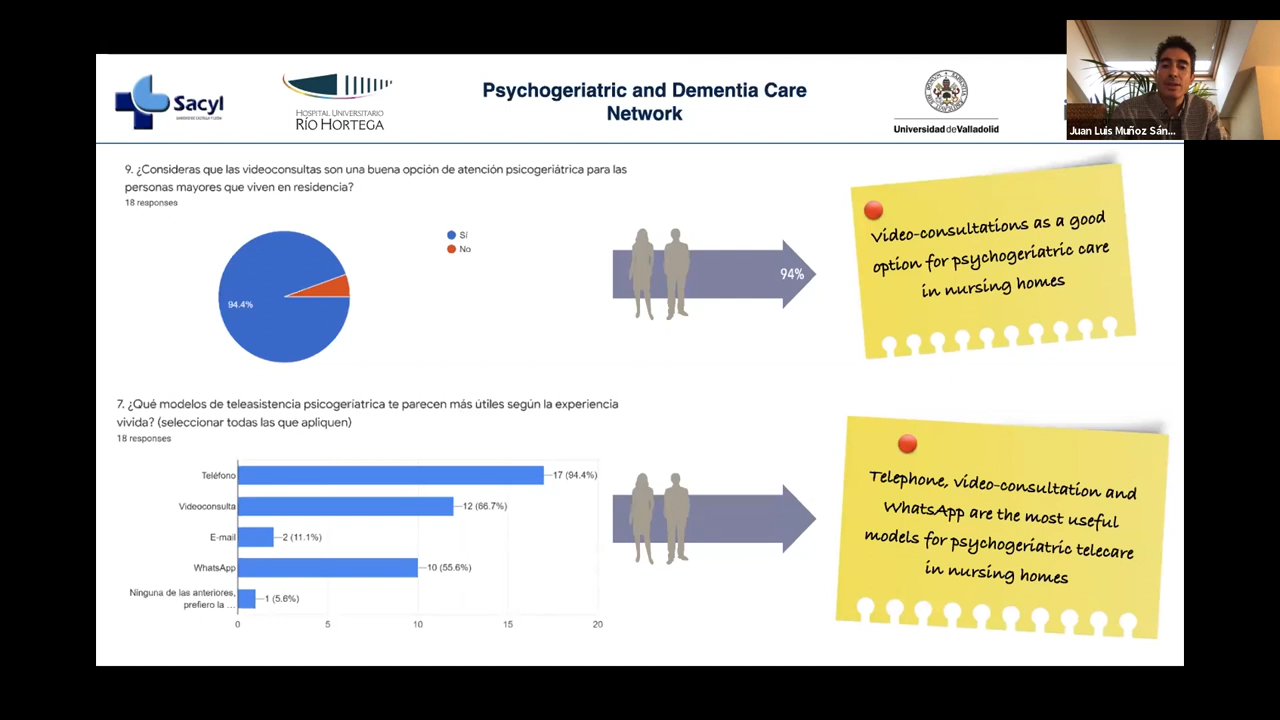 Sacyl
HOSPITAL UNIVERSITARIO
RÍO HORTEGA
Psychogeriatric and Dementia Care
Network
Universidad de Valladolid
Juan Luis Muñoz Sán...
9. ¿Consideras que las videoconsultas son una buena opción de atención psicogeriátrica para las
personas mayores que viven en residencia?
18 responses
Sí
No
94.4%
94%
Video-consultations as a good
option for psychogeriatric care
in nursing homes
7. ¿Qué modelos de teleasistencia psicogeriatrica te parecen más útiles según la experiencia
vivida? (seleccionar todas las que apliquen)
18 responses
Teléfono
17 (94.4%)
Videoconsulta
12 (66.7%)
E-mail
2 (11.1%)
WhatsApp
10 (55.6%)
Ninguna de las anteriores,
prefiero la ...
1 (5.6%)
0 5 10 15 20
Telephone, video-consultation and
WhatsApp are the most useful
models for psychogeriatric telecare
in nursing homes